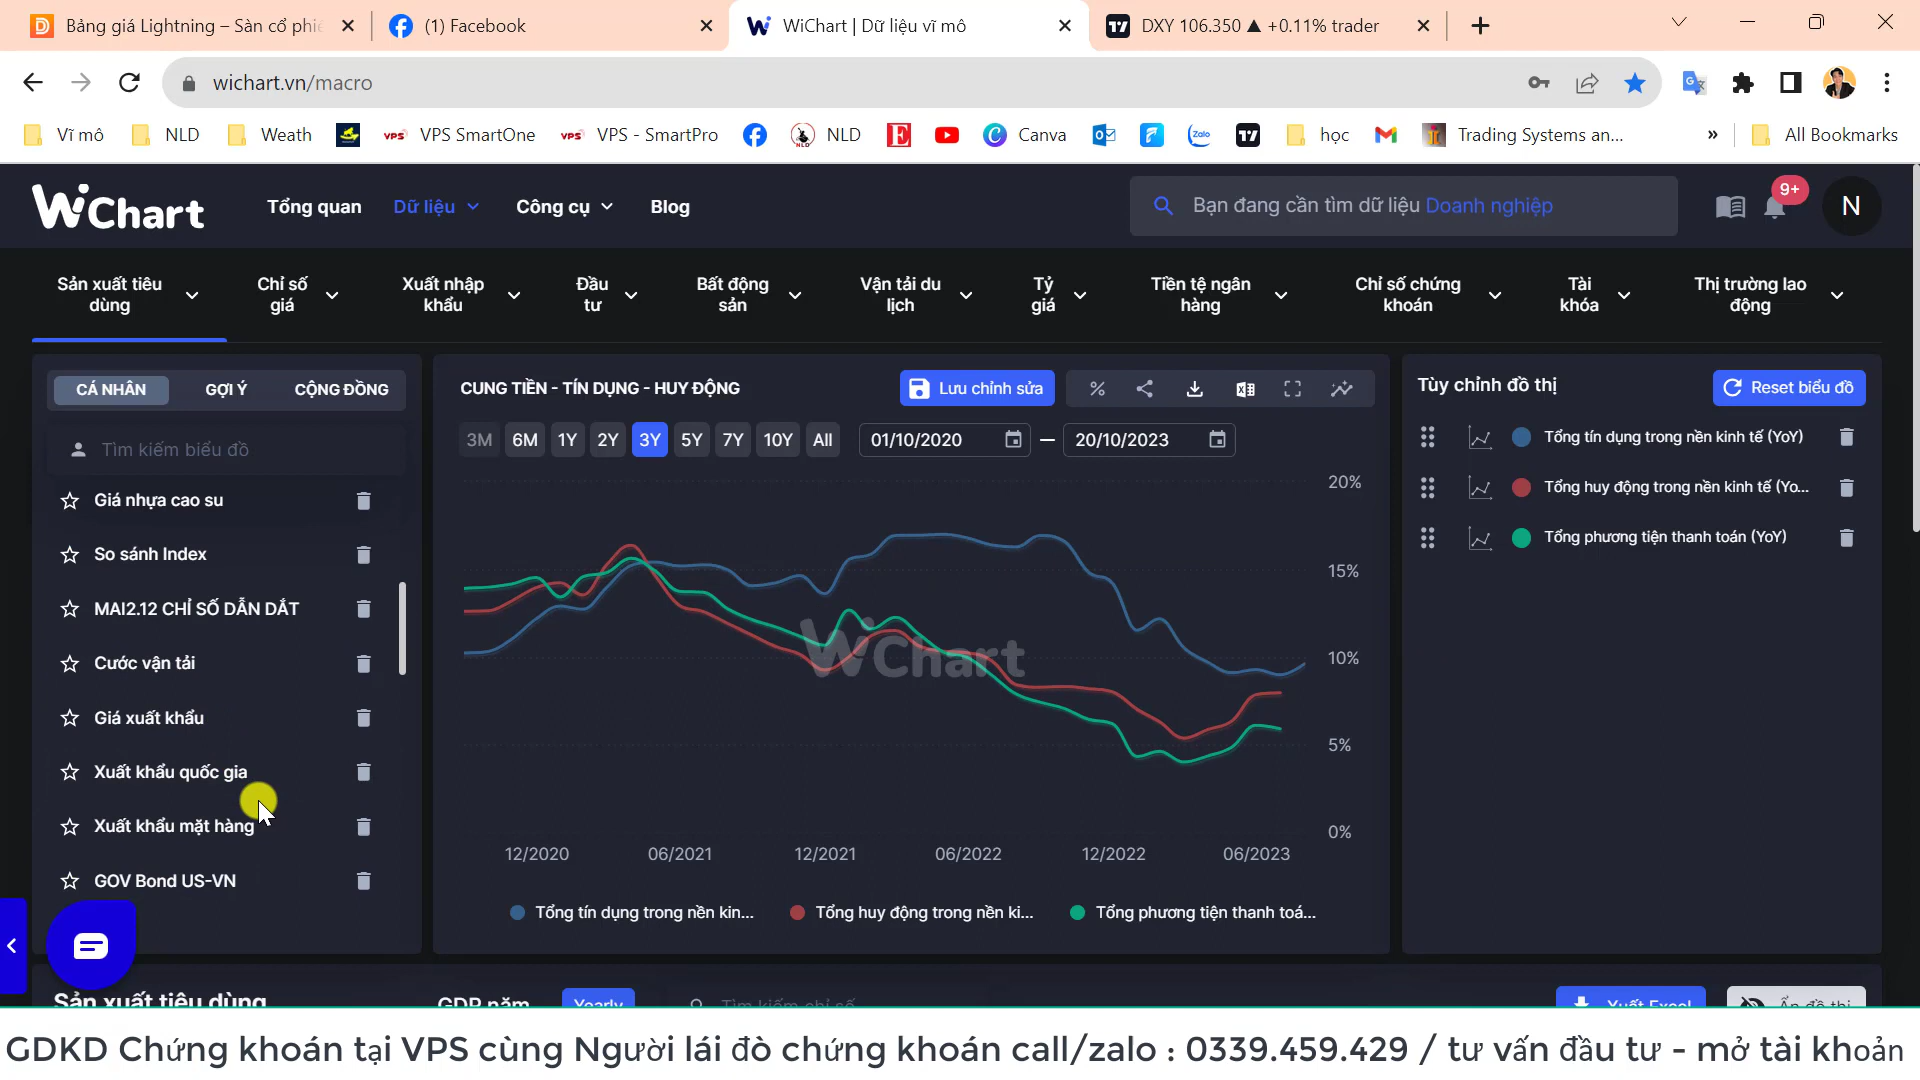 Bảng giá Lightning – Sàn cổ phiế
(1) Facebook
WiChart | Dữ liệu vĩ mô
DXY 106.350 ▲ +0.11% trader
wichart.vn/macro
Vĩ mô
NLD
Weath
VPS SmartOne
VPS - SmartPro
NLD
Canva
học
Trading Systems an...
»
All Bookmarks
WiChart
Tổng quan
Dữ liệu
Công cụ
Blog
Bạn đang cần tìm dữ liệu Doanh nghiệp
9+
N
Sản xuất tiêu dùng
Chỉ số giá
Xuất nhập khẩu
Đầu tư
Bất động sản
Vận tải du lịch
Tỷ giá
Tiền tệ ngân hàng
Chỉ số chứng khoán
Tài khóa
Thị trường lao động
CÁ NHÂN
GỢI Ý
CỘNG ĐỒNG
Tìm kiếm biểu đồ
Giá nhựa cao su
So sánh Index
MAI2.12 CHỈ SỐ DẪN DẮT
Cước vận tải
Giá xuất khẩu
Xuất khẩu quốc gia
Xuất khẩu mặt hàng
GOV Bond US-VN
CUNG TIỀN - TÍN DỤNG - HUY ĐỘNG
Lưu chỉnh sửa
3M
6M
1Y
2Y
3Y
5Y
7Y
10Y
All
01/10/2020
—
20/10/2023
20%
15%
10%
5%
0%
WiChart
12/2020
06/2021
12/2021
06/2022
12/2022
06/2023
Tổng tín dụng trong nền kin...
Tổng huy động trong nền ki...
Tổng phương tiện thanh toá...
Tùy chỉnh đồ thị
Reset biểu đồ
Tổng tín dụng trong nền kinh tế (YoY)
Tổng huy động trong nền kinh tế (Yo...
Tổng phương tiện thanh toán (YoY)
Sản xuất tiêu dùng
GDP năm
Yearly
Tìm kiếm chỉ số
Xuất Excel
Ẩn đồ thị
GDKD Chứng khoán tại VPS cùng Người lái đò chứng khoán call/zalo : 0339.459.429 / tư vấn đầu tư - mở tài khoản